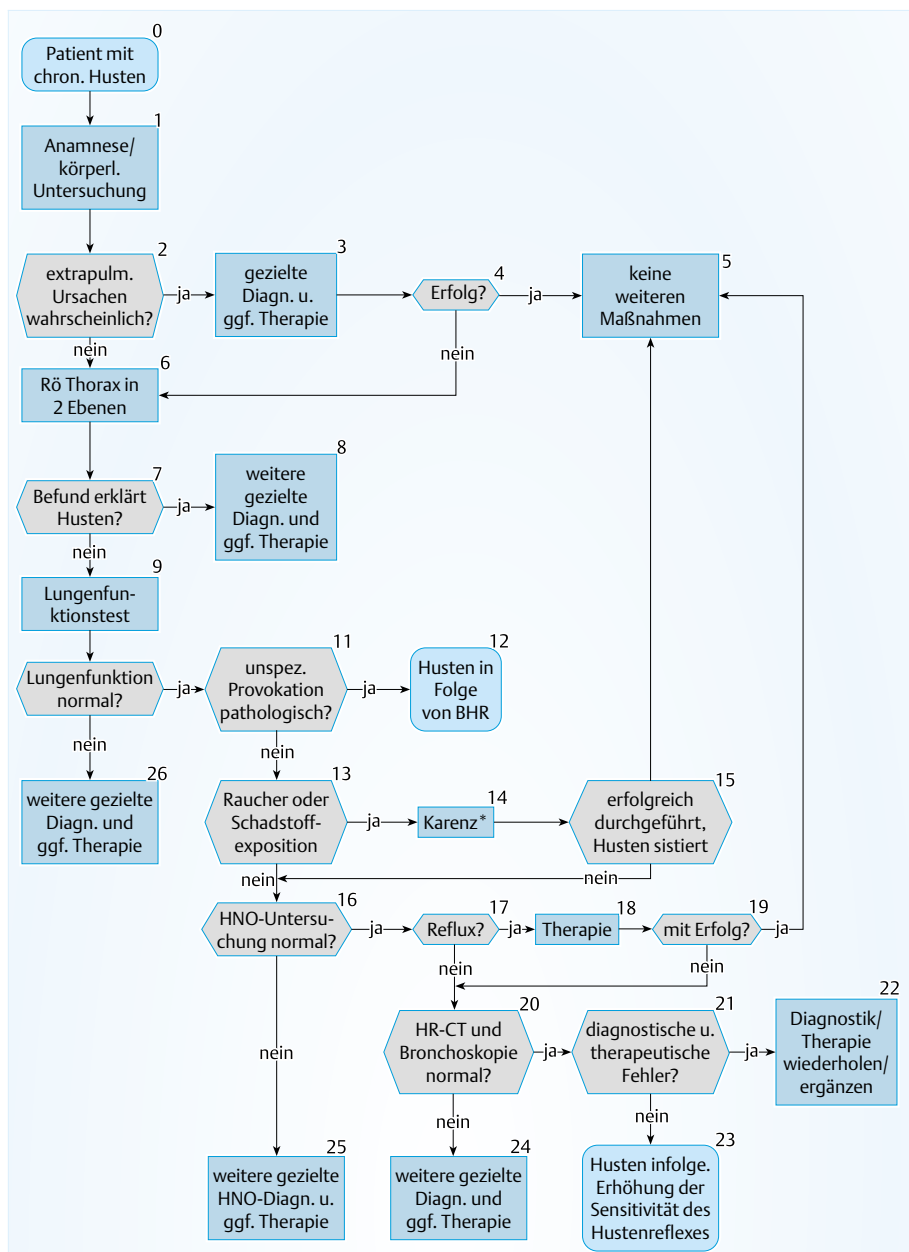 0
Patient mit
chron. Husten
1
Anamnese/
körperl.
Untersuchung
2
extrapulm.
Ursachen
wahrscheinlich?
ja
3
gezielte
Diagn. u.
ggf. Therapie
4
Erfolg?
ja
5
keine
weiteren
Maßnahmen
nein
nein
6
Rö Thorax in
2 Ebenen
7
Befund erklärt
Husten?
ja
8
weitere
gezielte
Diagn. und
ggf. Therapie
nein
9
Lungenfun-
ktionstest
Lungenfunktion
normal?
ja
11
unspez.
Provokation
pathologisch?
ja
12
Husten in
Folge
von BHR
nein
26
weitere gezielte
Diagn. und
ggf. Therapie
nein
13
Raucher oder
Schadstoff-
exposition
ja
14
Karenz*
15
erfolgreich
durchgeführt,
Husten sistiert
nein
nein
16
HNO-Untersu-
chung normal?
ja
17
Reflux?
ja
18
Therapie
19
mit Erfolg?
ja
nein
nein
nein
20
HR-CT und
Bronchoskopie
normal?
ja
21
diagnostische u.
therapeutische
Fehler?
ja
22
Diagnostik/
Therapie
wiederholen/
ergänzen
nein
nein
25
weitere gezielte
HNO-Diagn. u.
ggf. Therapie
24
weitere gezielte
Diagn. und
ggf. Therapie
23
Husten infolge.
Erhöhung der
Sensitivität des
Hustenreflexes